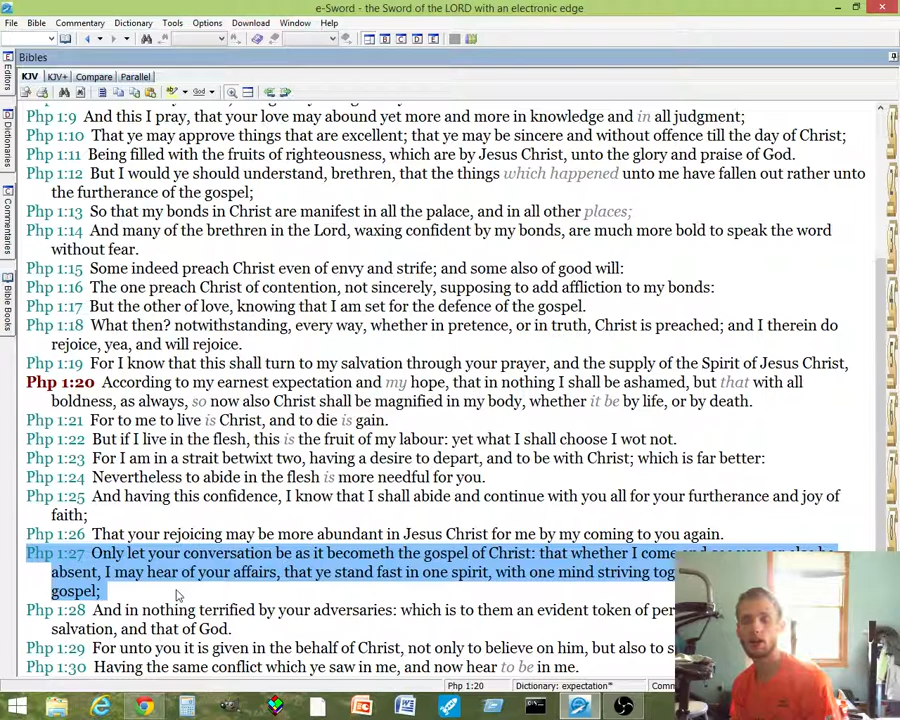 e-Sword - the Sword of the LORD with an electronic edge
File Bible Commentary Dictionary Tools Options Download Window Help
Bibles
KJV KJV+ Compare Parallel
Editors
Dictionaries
Commentaries
Bible Books
Php 1:9 And this I pray, that your love may abound yet more and more in knowledge and in all judgment;
Php 1:10 That ye may approve things that are excellent; that ye may be sincere and without offence till the day of Christ;
Php 1:11 Being filled with the fruits of righteousness, which are by Jesus Christ, unto the glory and praise of God.
Php 1:12 But I would ye should understand, brethren, that the things which happened unto me have fallen out rather unto
the furtherance of the gospel;
Php 1:13 So that my bonds in Christ are manifest in all the palace, and in all other places;
Php 1:14 And many of the brethren in the Lord, waxing confident by my bonds, are much more bold to speak the word
without fear.
Php 1:15 Some indeed preach Christ even of envy and strife; and some also of good will:
Php 1:16 The one preach Christ of contention, not sincerely, supposing to add affliction to my bonds:
Php 1:17 But the other of love, knowing that I am set for the defence of the gospel.
Php 1:18 What then? notwithstanding, every way, whether in pretence, or in truth, Christ is preached; and I therein do
rejoice, yea, and will rejoice.
Php 1:19 For I know that this shall turn to my salvation through your prayer, and the supply of the Spirit of Jesus Christ,
Php 1:20 According to my earnest expectation and my hope, that in nothing I shall be ashamed, but that with all
boldness, as always, so now also Christ shall be magnified in my body, whether it be by life, or by death.
Php 1:21 For to me to live is Christ, and to die is gain.
Php 1:22 But if I live in the flesh, this is the fruit of my labour: yet what I shall choose I wot not.
Php 1:23 For I am in a strait betwixt two, having a desire to depart, and to be with Christ; which is far better:
Php 1:24 Nevertheless to abide in the flesh is more needful for you.
Php 1:25 And having this confidence, I know that I shall abide and continue with you all for your furtherance and joy of
faith;
Php 1:26 That your rejoicing may be more abundant in Jesus Christ for me by my coming to you again.
Php 1:27 Only let your conversation be as it becometh the gospel of Christ: that whether I come
absent, I may hear of your affairs, that ye stand fast in one spirit, with one mind striving tog
gospel;
Php 1:28 And in nothing terrified by your adversaries: which is to them an evident token of per
salvation, and that of God.
Php 1:29 For unto you it is given in the behalf of Christ, not only to believe on him, but also to s
Php 1:30 Having the same conflict which ye saw in me, and now hear to be in me.
Php 1:20 Dictionary: expectation* Comm